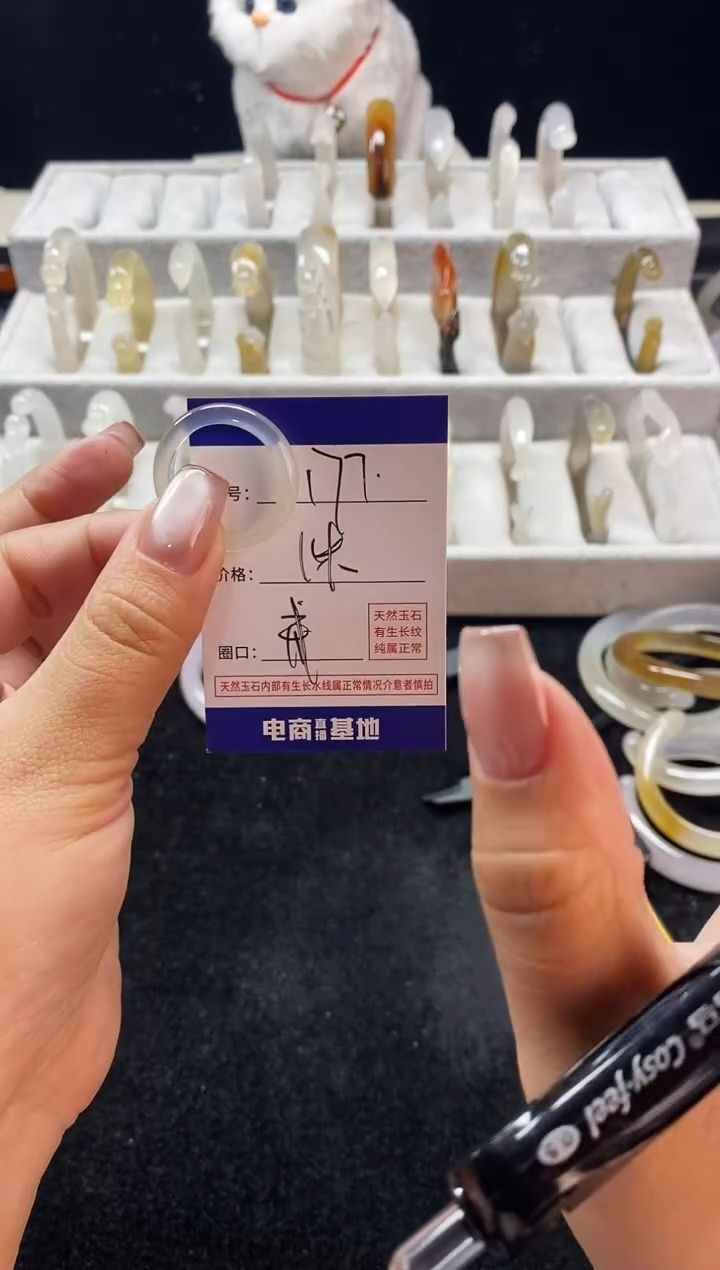 号：177.
价格：
圈口：
天然玉石
有生长纹
纯属正常
天然玉石内部有生长水线属正常情况介意者慎拍
电商直播基地
Cosy-feel 0.5